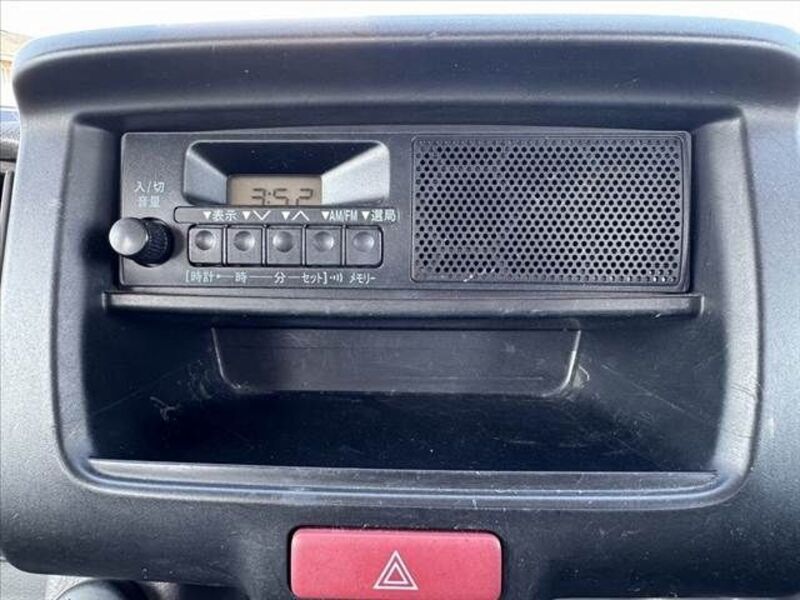 3:52
入/切
音量
▼表示 ▼∨ ▼∧ ▼AM/FM ▼選局
[時計 時 分 セット] メモリー